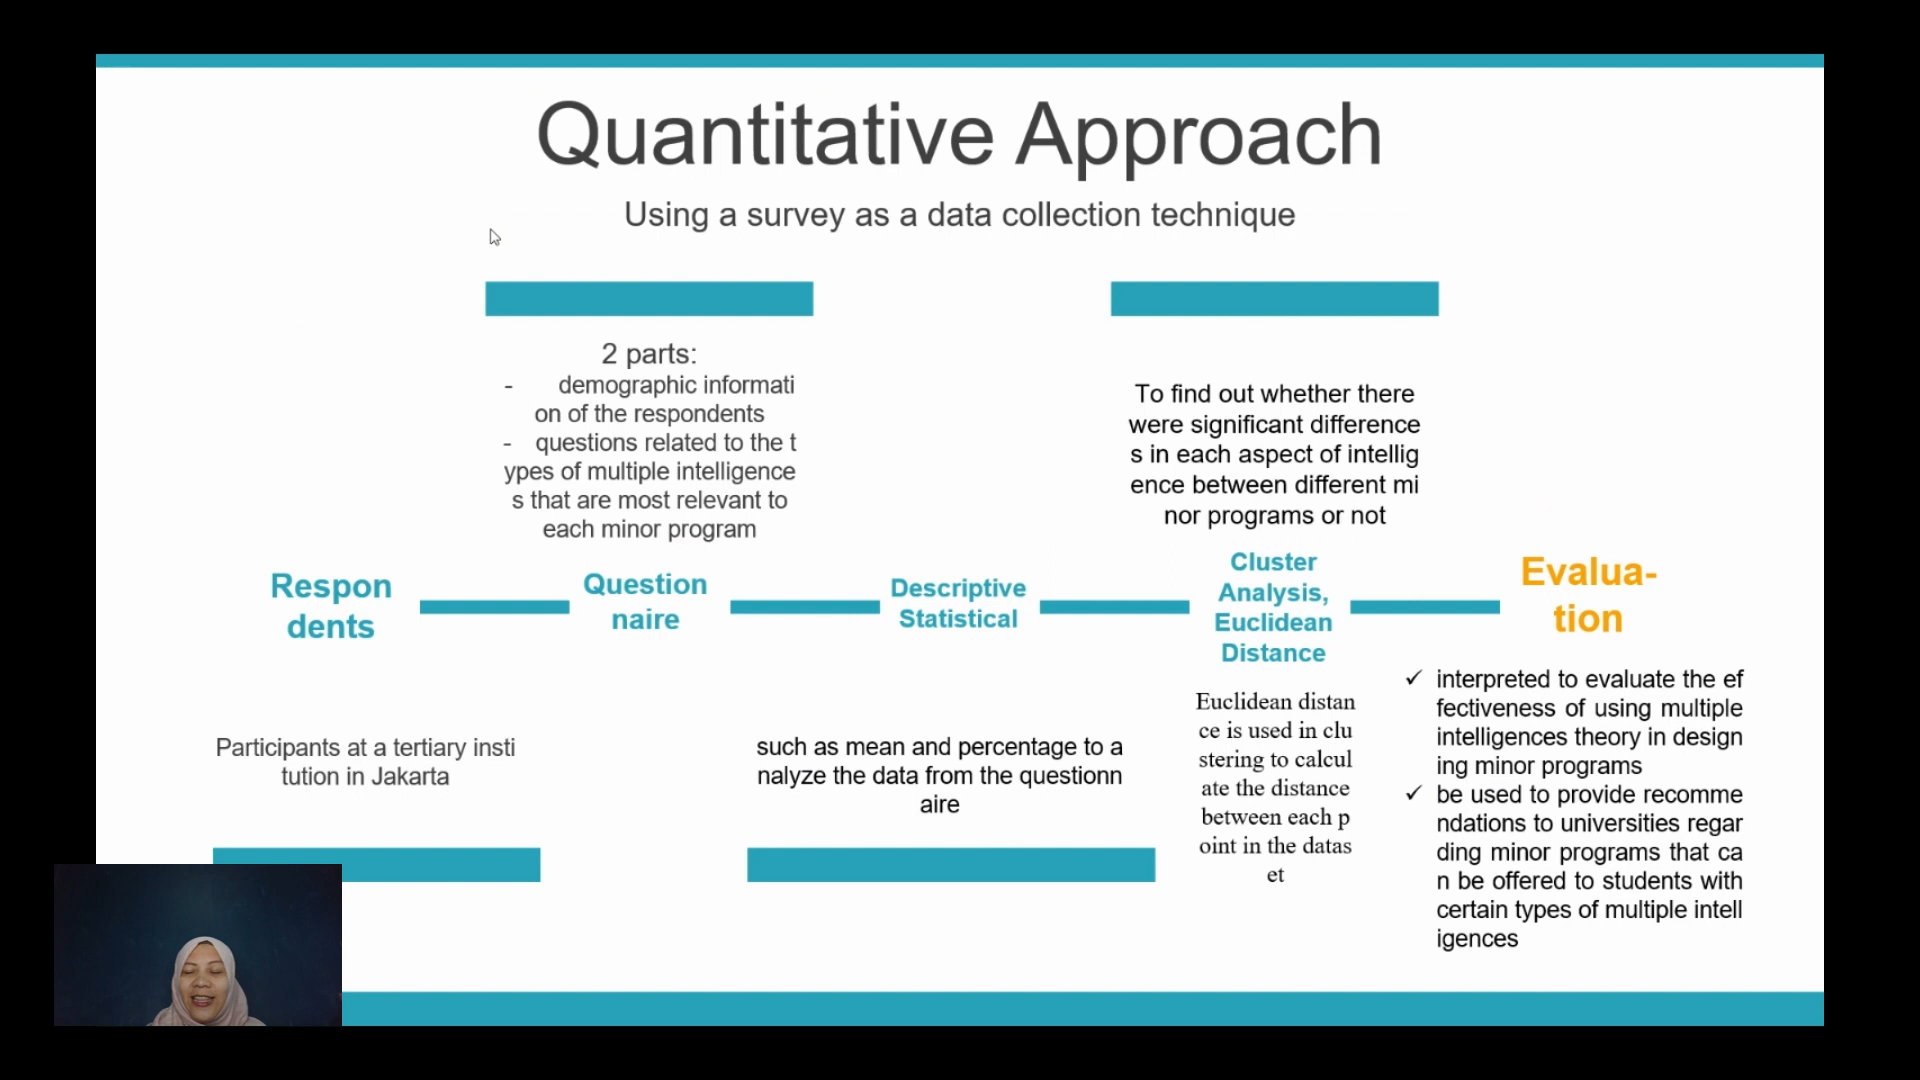 Quantitative Approach
Using a survey as a data collection technique
2 parts:
- demographic informati
on of the respondents
- questions related to the t
ypes of multiple intelligence
s that are most relevant to
each minor program
To find out whether there
were significant difference
s in each aspect of intellig
ence between different mi
nor programs or not
Respon
dents
Question
naire
Descriptive
Statistical
Cluster
Analysis,
Euclidean
Distance
Evalua-
tion
Participants at a tertiary insti
tution in Jakarta
such as mean and percentage to a
nalyze the data from the questionn
aire
Euclidean distan
ce is used in clu
stering to calcul
ate the distance
between each p
oint in the datas
et
✓ interpreted to evaluate the ef
fectiveness of using multiple
intelligences theory in design
ing minor programs
✓ be used to provide recomme
ndations to universities regar
ding minor programs that ca
n be offered to students with
certain types of multiple intell
igences